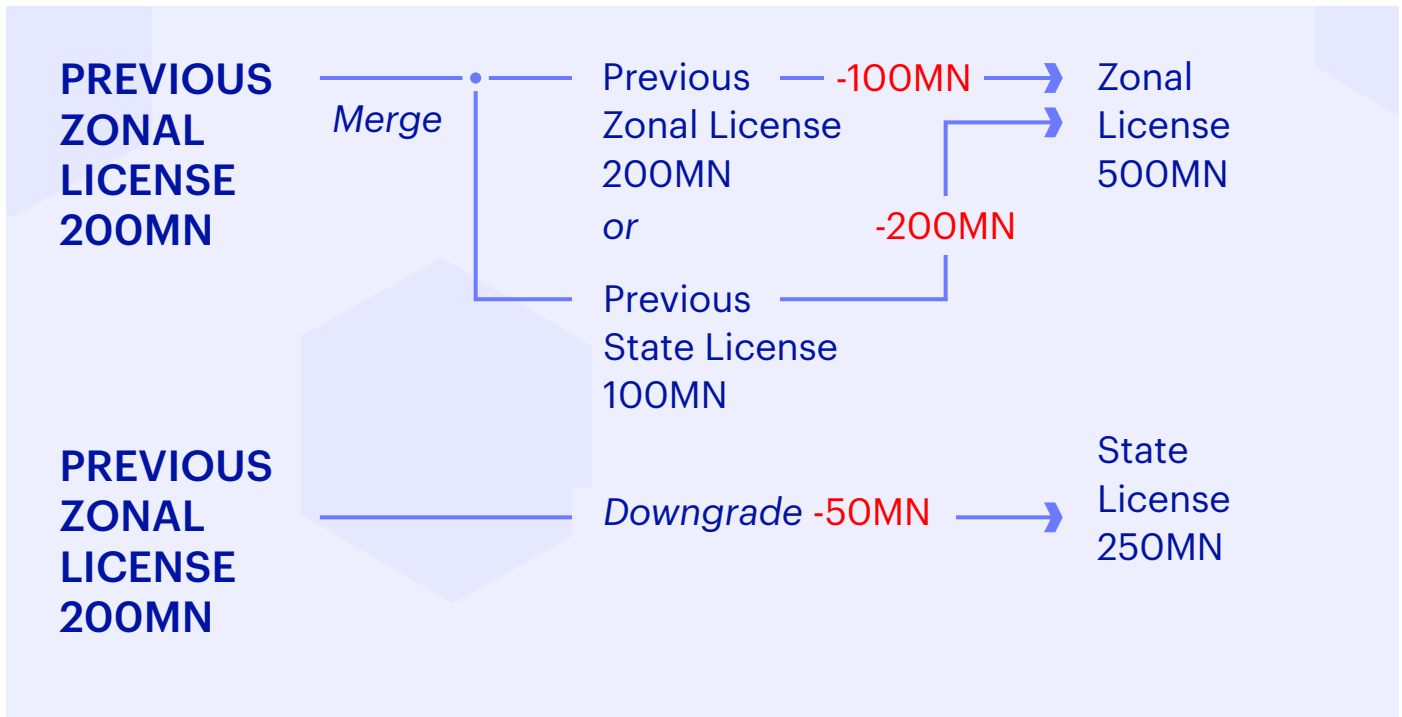 PREVIOUS
ZONAL
LICENSE
200MN
Merge
Previous
Zonal License
200MN
or
Previous
State License
100MN
-100MN
-200MN
Zonal
License
500MN
PREVIOUS
ZONAL
LICENSE
200MN
Downgrade -50MN
State
License
250MN